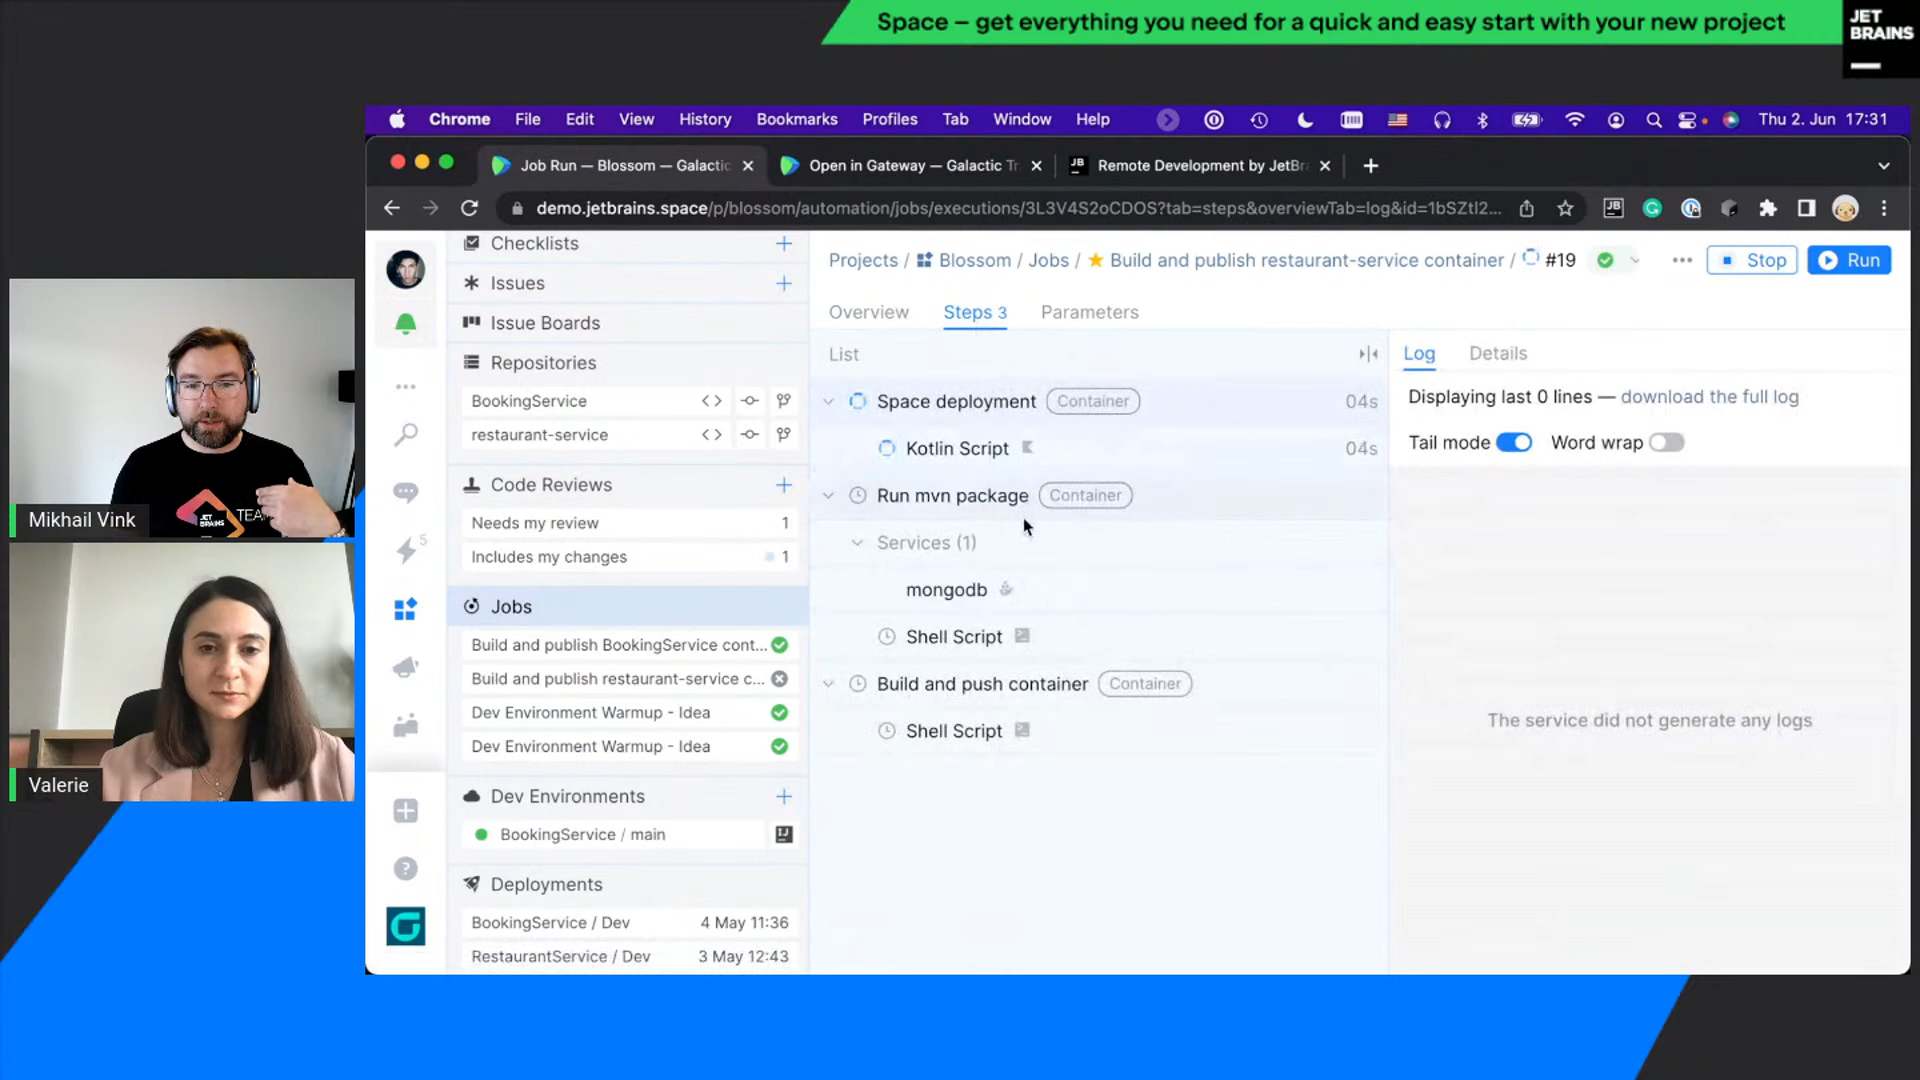 Space – get everything you need for a quick and easy start with your new project
JET
BRAINS
Chrome File Edit View History Bookmarks Profiles Tab Window Help Thu 2. Jun 17:31
Job Run — Blossom — Galactic
Open in Gateway — Galactic Tr
Remote Development by JetBr
demo.jetbrains.space/p/blossom/automation/jobs/executions/3L3V4S2oCDOS?tab=steps&overviewTab=log&id=1bSZtI2...
JB
Checklists
Issues
Issue Boards
Repositories
BookingService
restaurant-service
Code Reviews
Needs my review 1
Includes my changes 1
5
Jobs
Build and publish BookingService cont...
Build and publish restaurant-service c...
Dev Environment Warmup - Idea
Dev Environment Warmup - Idea
Dev Environments
BookingService / main
Deployments
BookingService / Dev 4 May 11:36
RestaurantService / Dev 3 May 12:43
Projects / Blossom / Jobs / Build and publish restaurant-service container / #19
Stop
Run
Overview Steps 3 Parameters
List
Space deployment Container 04s
Kotlin Script 04s
Run mvn package Container
Services (1)
mongodb
Shell Script
Build and push container Container
Shell Script
Log Details
Displaying last 0 lines — download the full log
Tail mode Word wrap
The service did not generate any logs
JET
BRAINS
TEA
Mikhail Vink
Valerie